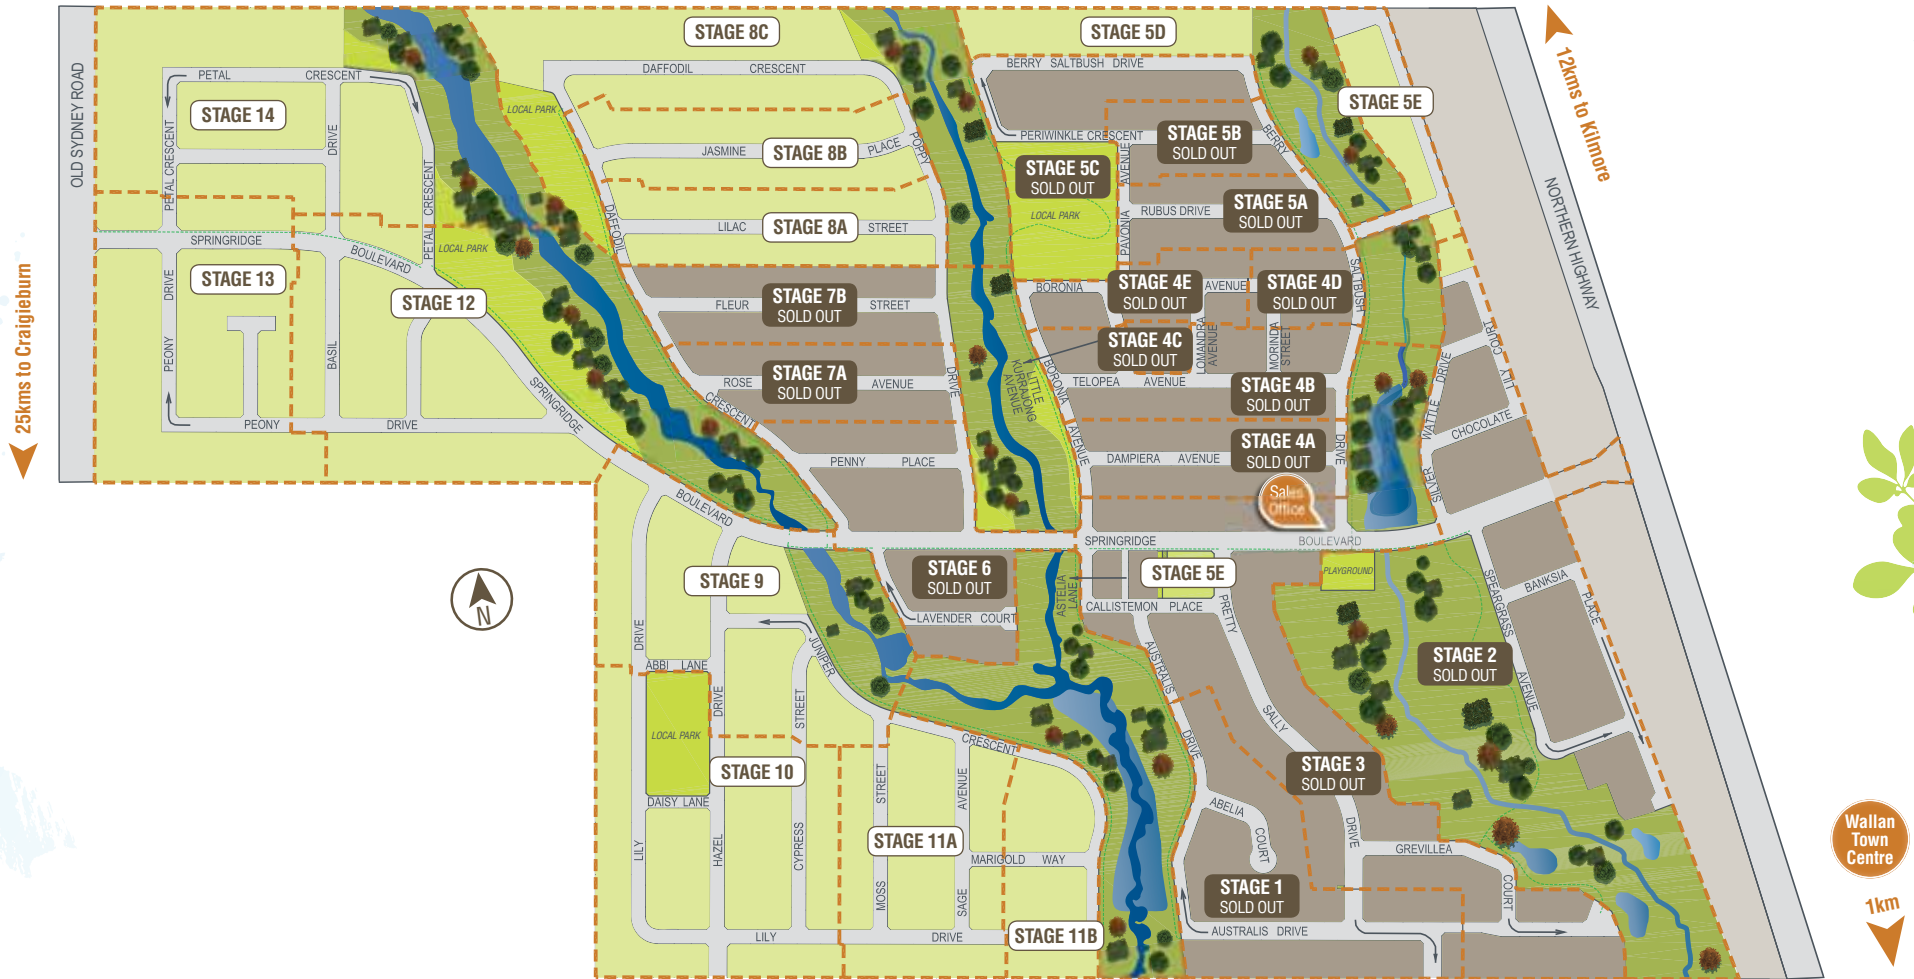 STAGE 8C
STAGE 5D
12kms to Kilmore
OLD SYDNEY ROAD
PETAL CRESCENT
DAFFODIL CRESCENT
BERRY SALTBUSH DRIVE
STAGE 14
LOCAL PARK
STAGE 5E
PETAL CRESCENT
DRIVE
PETAL CRESCENT
JASMINE
STAGE 8B
PLACE
POPPY
PERIWINKLE CRESCENT
STAGE 5B
SOLD OUT
BERRY
AVENUE
STAGE 5C
SOLD OUT
LOCAL PARK
PAVONIA
RUBUS DRIVE
STAGE 5A
SOLD OUT
NORTHERN HIGHWAY
SPRINGRIDGE
BOULEVARD
LOCAL PARK
DAFFODIL
LILAC
STAGE 8A
STREET
STAGE 13
PEONY
DRIVE
STAGE 12
FLEUR
STAGE 7B
SOLD OUT
STREET
BORONIA
STAGE 4E
SOLD OUT
AVENUE
STAGE 4D
SOLD OUT
SALTBUSH
STAGE 4C
SOLD OUT
LOMANDRA
AVENUE
MORINDA
STREET
LILY COURT
25kms to Craigieburn
BASIL
SPRINGRIDGE
ROSE
STAGE 7A
SOLD OUT
AVENUE
CRESCENT
DRIVE
LITTLE
KURRAJONG
AVENUE
BORONIA
AVENUE
TELOPEA AVENUE
STAGE 4B
SOLD OUT
DRIVE
SILVER
WATTLE DRIVE
CHOCOLATE
PEONY
DRIVE
PENNY PLACE
DAMPIERA AVENUE
STAGE 4A
SOLD OUT
Sales
Office
BOULEVARD
SPRINGRIDGE
BOULEVARD
N
STAGE 9
STAGE 6
SOLD OUT
LAVENDER COURT
ASTELIA
LANE
STAGE 5E
CALLISTEMON PLACE
PLAYGROUND
PRETTY
SALLY
DRIVE
SPEARGRASS
AVENUE
BANKSIA
PLACE
DRIVE
ABBI LANE
JUNIPER
CRESCENT
AUSTRALIS
DRIVE
STAGE 2
SOLD OUT
LOCAL PARK
DRIVE
STREET
STAGE 10
STAGE 3
SOLD OUT
DAISY LANE
STREET
AVENUE
ABELIA
COURT
LILY
HAZEL
CYPRESS
STAGE 11A
MARIGOLD WAY
GREVILLEA
COURT
MOSS
SAGE
STAGE 1
SOLD OUT
LILY
DRIVE
STAGE 11B
AUSTRALIS DRIVE
Wallan
Town
Centre
1km